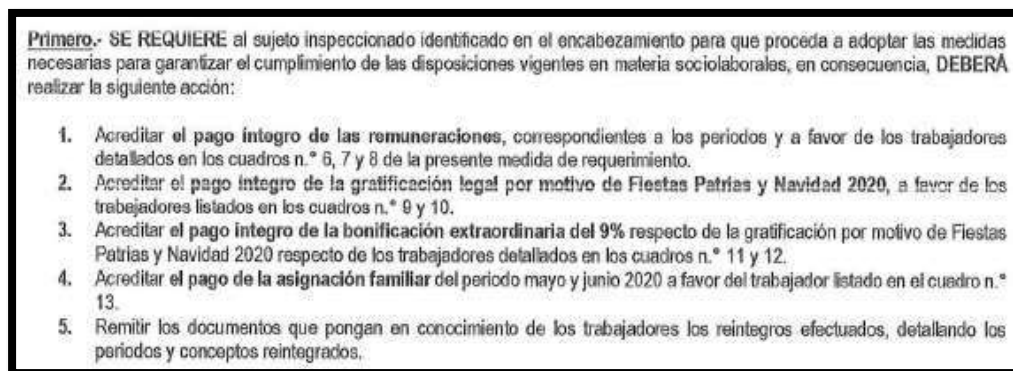 Primero.- SE REQUIERE al sujeto inspeccionado identificado en el encabezamiento para que proceda a adoptar las medidas
necesarias para garantizar el cumplimiento de las disposiciones vigentes en materia sociolaborales, en consecuencia, DEBERÁ
realizar la siguiente acción:
1. Acreditar el pago íntegro de las remuneraciones, correspondientes a los periodos y a favor de los trabajadores
detallados en los cuadros n.° 6, 7 y 8 de la presente medida de requerimiento.
2. Acreditar el pago íntegro de la gratificación legal por motivo de Fiestas Patrias y Navidad 2020, a favor de los
trabajadores listados en los cuadros n.° 9 y 10.
3. Acreditar el pago íntegro de la bonificación extraordinaria del 9% respecto de la gratificación por motivo de Fiestas
Patrias y Navidad 2020 respecto de los trabajadores detallados en los cuadros n.° 11 y 12.
4. Acreditar el pago de la asignación familiar del periodo mayo y junio 2020 a favor del trabajador listado en el cuadro n.°
13.
5. Remitir los documentos que pongan en conocimiento de los trabajadores los reintegros efectuados, detallando los
periodos y conceptos reintegrados.